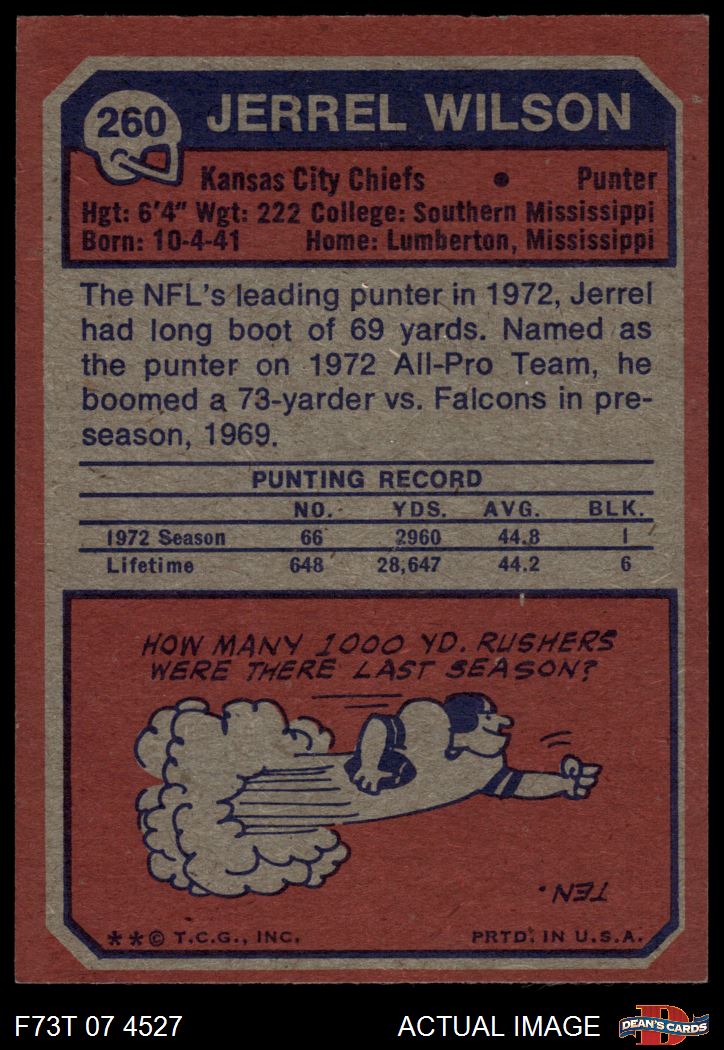 260
JERREL WILSON
Kansas City Chiefs • Punter
Hgt: 6'4" Wgt: 222 College: Southern Mississippi
Born: 10-4-41 Home: Lumberton, Mississippi
The NFL's leading punter in 1972, Jerrel
had long boot of 69 yards. Named as
the punter on 1972 All-Pro Team, he
boomed a 73-yarder vs. Falcons in pre-
season, 1969.
PUNTING RECORD
NO. YDS. AVG. BLK.
1972 Season 66 2960 44.8 1
Lifetime 648 28,647 44.2 6
HOW MANY 1000 YD. RUSHERS
WERE THERE LAST SEASON?
TEN.
**© T.C.G., INC. PRTD. IN U.S.A.
F73T 07 4527 ACTUAL IMAGE
D
DEAN'S CARDS